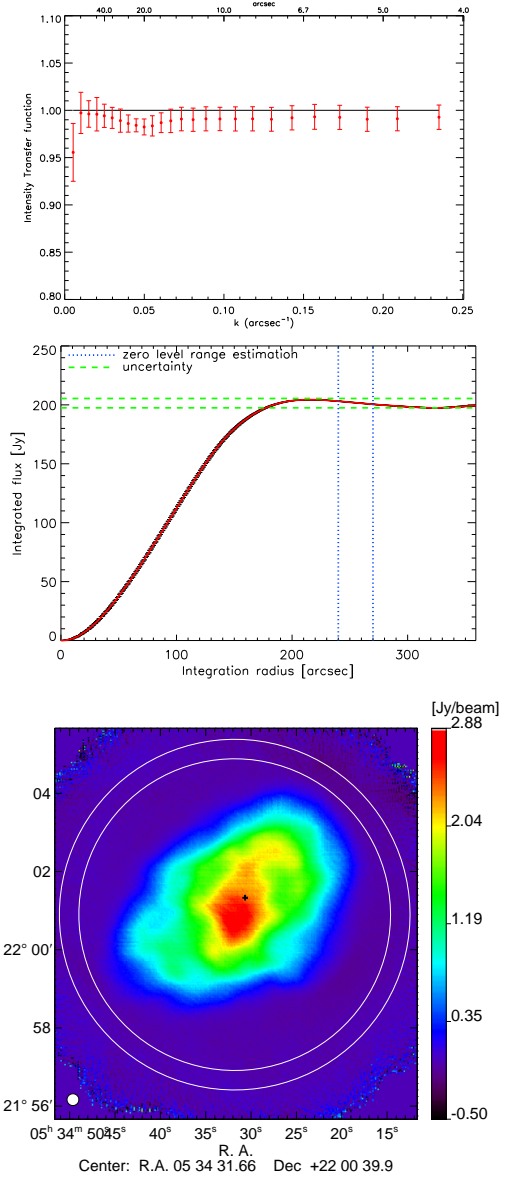 arcsec
40.0 20.0 10.0 6.7 5.0 4.0
1.10
1.05
1.00
0.95
0.90
0.85
0.80
Intensity Transfer function
0.00 0.05 0.10 0.15 0.20 0.25
k (arcsec⁻¹)
250
200
150
100
50
0
Integrated flux [Jy]
zero level range estimation
uncertainty
0 100 200 300
Integration radius [arcsec]
[Jy/beam]
2.88
2.04
1.19
0.35
-0.50
04
02
22° 00′
58
21° 56′
05ʰ 34ᵐ 50ˢ 45ˢ 40ˢ 35ˢ 30ˢ 25ˢ 20ˢ 15ˢ
R. A.
Center: R.A. 05 34 31.66 Dec +22 00 39.9